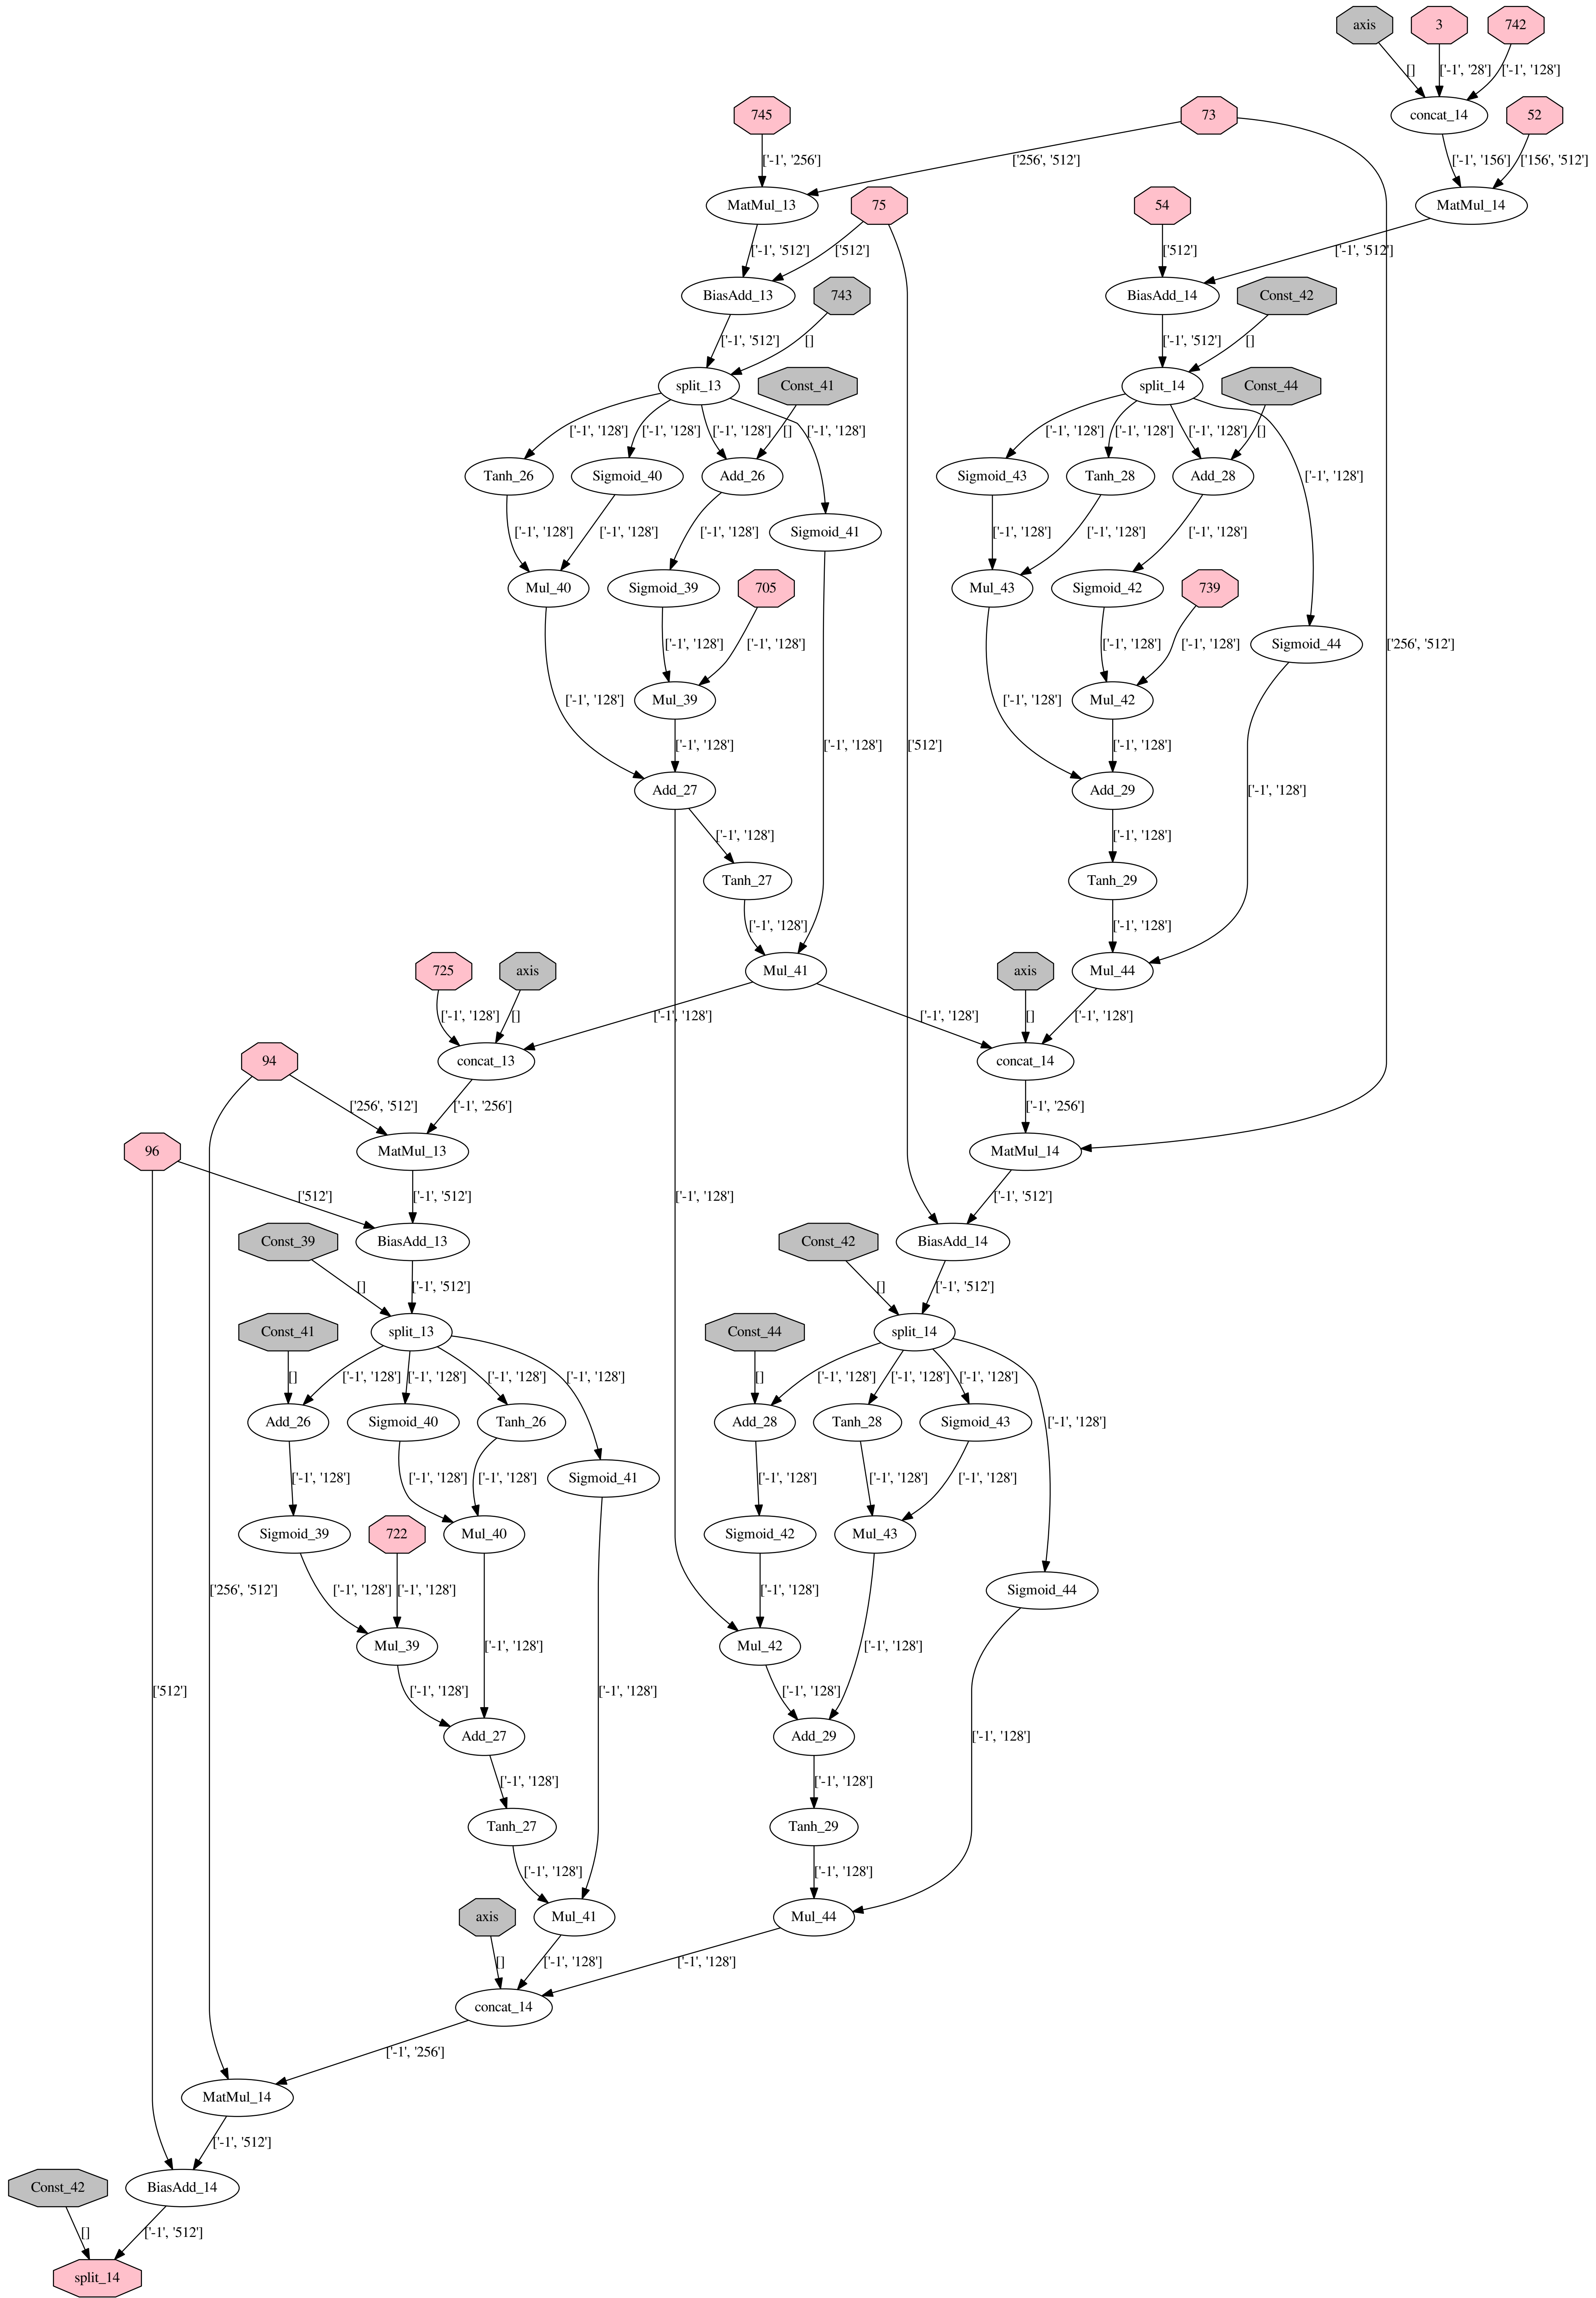 axis 3 742
[] ['-1', '28'] ['-1', '128']
745 73 concat_14 52
['-1', '256'] ['256', '512'] ['-1', '156'] ['156', '512']
MatMul_13 75 54 MatMul_14
['-1', '512'] ['512'] ['512'] ['-1', '512']
BiasAdd_13 743 BiasAdd_14 Const_42
['-1', '512'] [] ['-1', '512'] []
split_13 Const_41 split_14 Const_44
['-1', '128'] ['-1', '128'] ['-1', '128'] [] ['-1', '128'] ['-1', '128'] ['-1', '128'] ['-1', '128'] []
Tanh_26 Sigmoid_40 Add_26 Sigmoid_43 Tanh_28 Add_28 ['-1', '128']
['-1', '128'] ['-1', '128'] ['-1', '128'] Sigmoid_41 ['-1', '128'] ['-1', '128'] ['-1', '128']
Mul_40 Sigmoid_39 705 Mul_43 Sigmoid_42 739
['-1', '128'] ['-1', '128'] ['-1', '128'] ['-1', '128'] Sigmoid_44 ['256', '512']
['-1', '128'] Mul_39 ['-1', '128'] Mul_42
['-1', '128'] ['-1', '128'] ['512'] ['-1', '128']
Add_27 Add_29 ['-1', '128']
['-1', '128'] ['-1', '128']
Tanh_27 Tanh_29
['-1', '128'] ['-1', '128']
725 axis Mul_41 axis Mul_44
['-1', '128'] [] ['-1', '128'] ['-1', '128'] [] ['-1', '128']
94 concat_13 concat_14
['256', '512'] ['-1', '256'] ['-1', '256']
96 MatMul_13 MatMul_14
['512'] ['-1', '512'] ['-1', '128'] ['-1', '512']
Const_39 BiasAdd_13 Const_42 BiasAdd_14
[] ['-1', '512'] [] ['-1', '512']
Const_41 split_13 Const_44 split_14
[] ['-1', '128'] ['-1', '128'] ['-1', '128'] ['-1', '128'] [] ['-1', '128'] ['-1', '128'] ['-1', '128']
Add_26 Sigmoid_40 Tanh_26 Add_28 Tanh_28 Sigmoid_43 ['-1', '128']
['-1', '128'] ['-1', '128'] ['-1', '128'] Sigmoid_41 ['-1', '128'] ['-1', '128'] ['-1', '128']
Sigmoid_39 722 Mul_40 Sigmoid_42 Mul_43
['256', '512'] ['-1', '128'] ['-1', '128'] ['-1', '128'] Sigmoid_44
Mul_39 ['-1', '128'] Mul_42 ['-1', '128']
['512'] ['-1', '128'] ['-1', '128'] ['-1', '128']
Add_27 Add_29 ['-1', '128']
['-1', '128'] ['-1', '128']
Tanh_27 Tanh_29
['-1', '128'] ['-1', '128']
axis Mul_41 Mul_44
[] ['-1', '128'] ['-1', '128']
concat_14
['-1', '256']
MatMul_14
['-1', '512']
Const_42 BiasAdd_14
[] ['-1', '512']
split_14